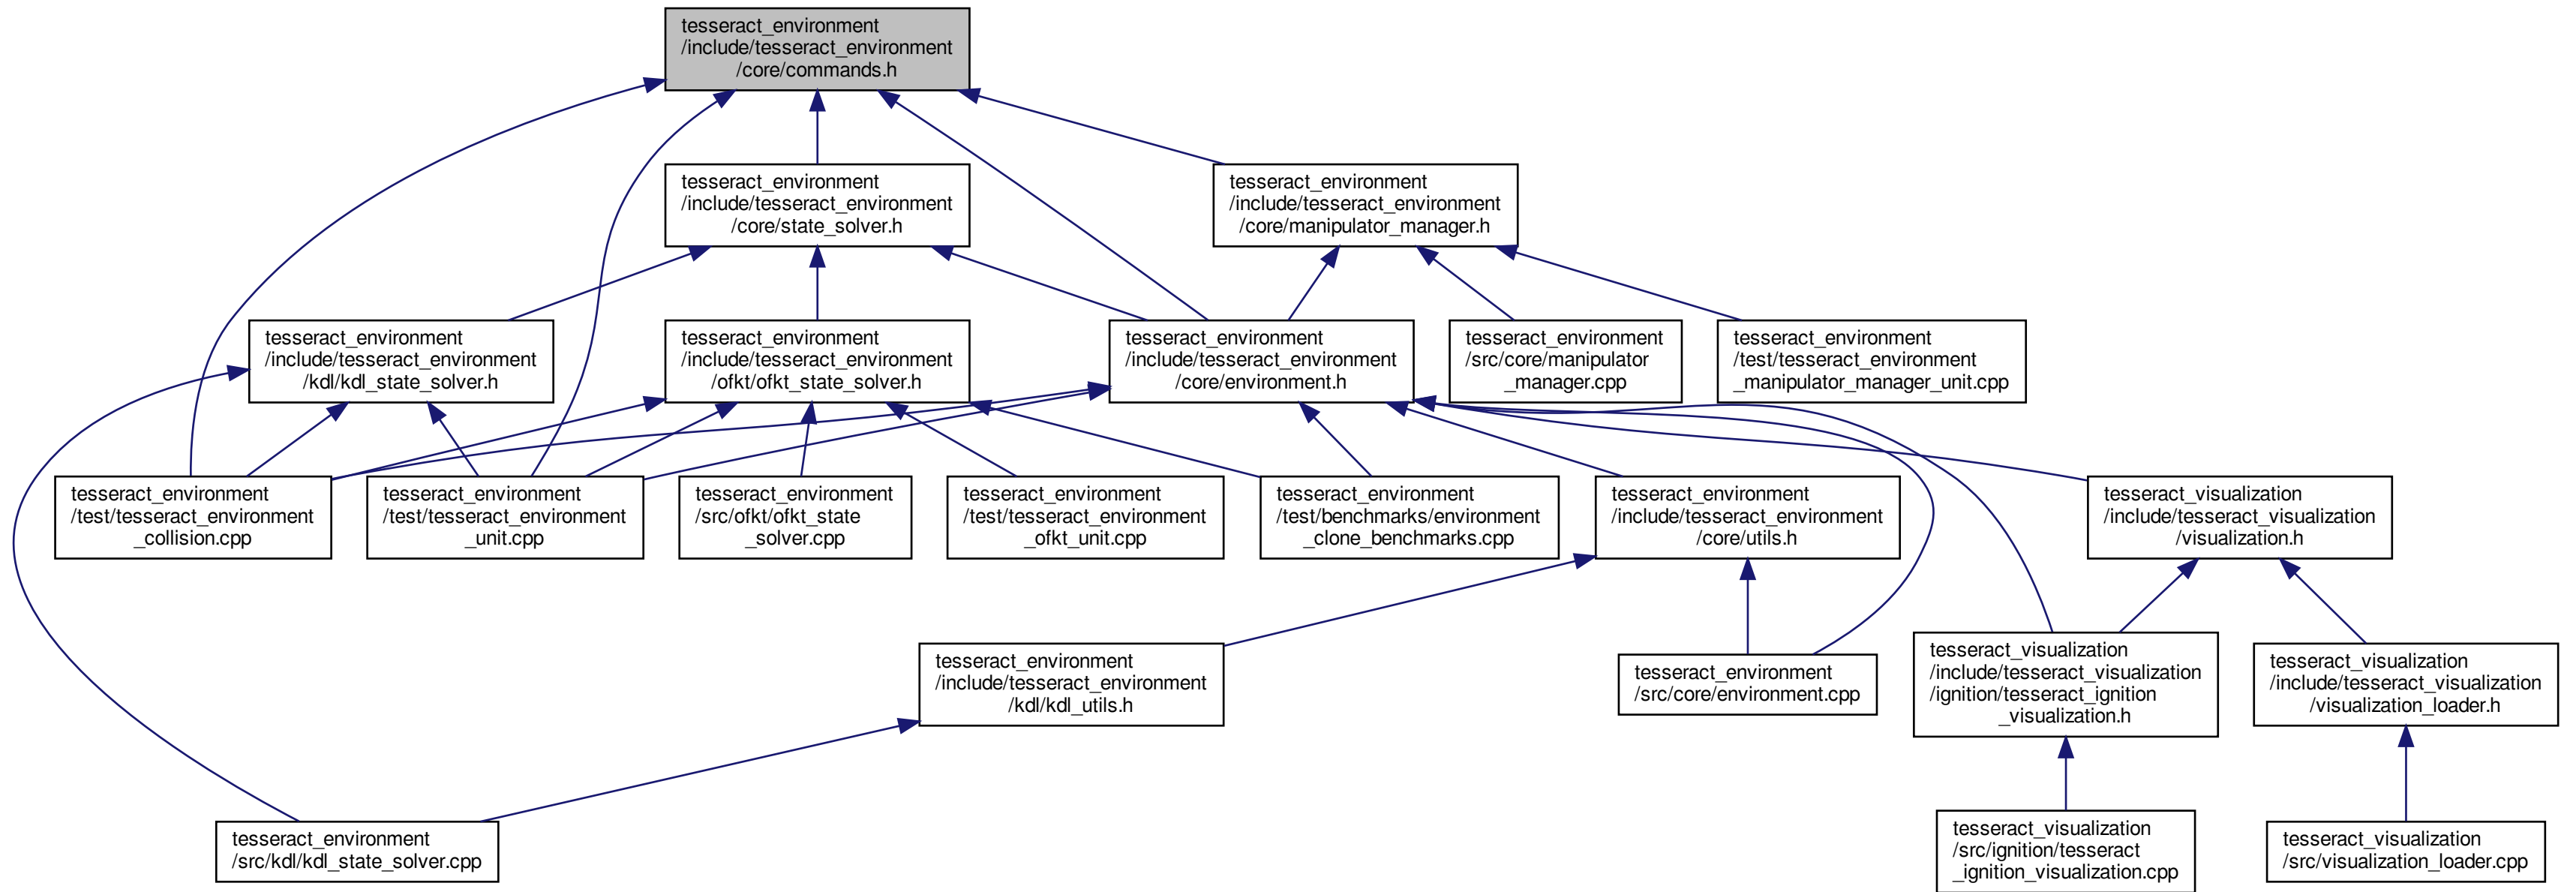 tesseract_environment
/include/tesseract_environment
/core/commands.h
tesseract_environment
/include/tesseract_environment
/core/state_solver.h
tesseract_environment
/include/tesseract_environment
/core/manipulator_manager.h
tesseract_environment
/include/tesseract_environment
/kdl/kdl_state_solver.h
tesseract_environment
/include/tesseract_environment
/ofkt/ofkt_state_solver.h
tesseract_environment
/include/tesseract_environment
/core/environment.h
tesseract_environment
/src/core/manipulator
_manager.cpp
tesseract_environment
/test/tesseract_environment
_manipulator_manager_unit.cpp
tesseract_environment
/test/tesseract_environment
_collision.cpp
tesseract_environment
/test/tesseract_environment
_unit.cpp
tesseract_environment
/src/ofkt/ofkt_state
_solver.cpp
tesseract_environment
/test/tesseract_environment
_ofkt_unit.cpp
tesseract_environment
/test/benchmarks/environment
_clone_benchmarks.cpp
tesseract_environment
/include/tesseract_environment
/core/utils.h
tesseract_visualization
/include/tesseract_visualization
/visualization.h
tesseract_environment
/include/tesseract_environment
/kdl/kdl_utils.h
tesseract_environment
/src/core/environment.cpp
tesseract_visualization
/include/tesseract_visualization
/ignition/tesseract_ignition
_visualization.h
tesseract_visualization
/include/tesseract_visualization
/visualization_loader.h
tesseract_environment
/src/kdl/kdl_state_solver.cpp
tesseract_visualization
/src/ignition/tesseract
_ignition_visualization.cpp
tesseract_visualization
/src/visualization_loader.cpp